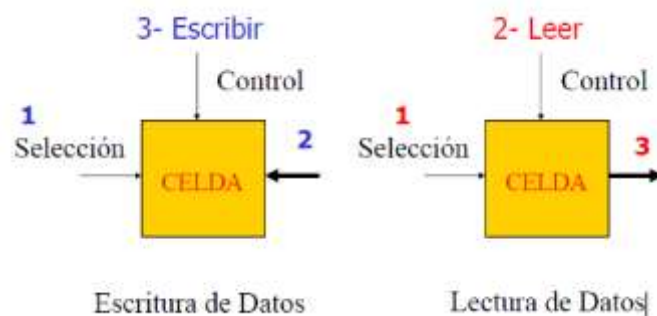 3- Escribir
Control
1
Selección
2
CELDA
Escritura de Datos
2- Leer
Control
1
Selección
3
CELDA
Lectura de Datos